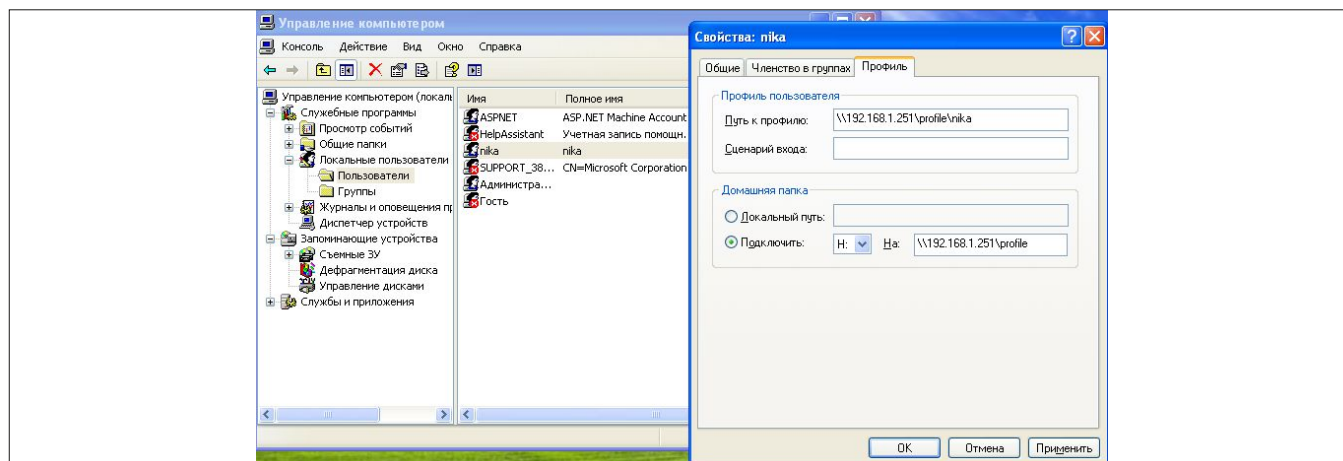 Управление компьютером
Консоль Действие Вид Окно Справка
Управление компьютером (локаль
Служебные программы
Просмотр событий
Общие папки
Локальные пользователи
Пользователи
Группы
Журналы и оповещения пр
Диспетчер устройств
Запоминающие устройства
Съемные ЗУ
Дефрагментация диска
Управление дисками
Службы и приложения
Имя Полное имя
ASPNET ASP.NET Machine Account
HelpAssistant Учетная запись помощн.
nika nika
SUPPORT_38... CN=Microsoft Corporation
Администра...
Гость
Свойства: nika
Общие Членство в группах Профиль
Профиль пользователя
Путь к профилю: \\192.168.1.251\profile\nika
Сценарий входа:
Домашняя папка
Локальный путь:
Подключить: H: На: \\192.168.1.251\profile
OK Отмена Применить